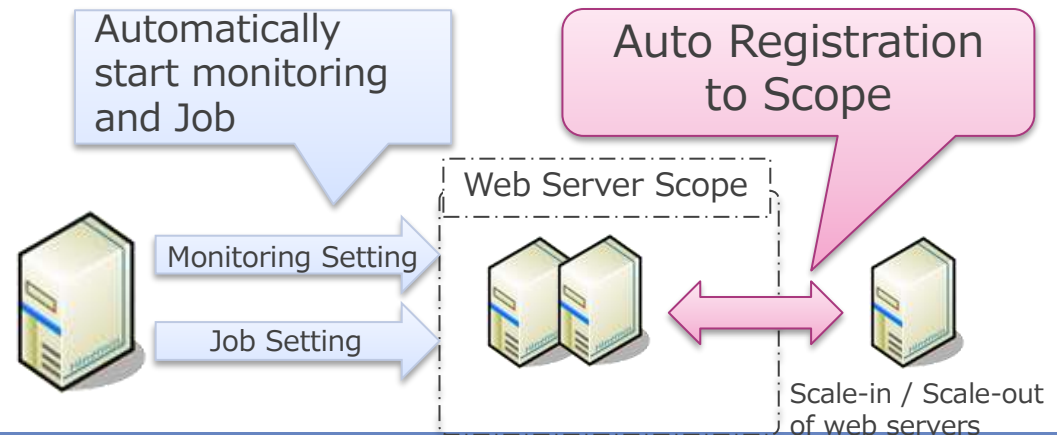 Automatically
start monitoring
and Job
Auto Registration
to Scope
Web Server Scope
Monitoring Setting
Job Setting
Scale-in / Scale-out
of web servers